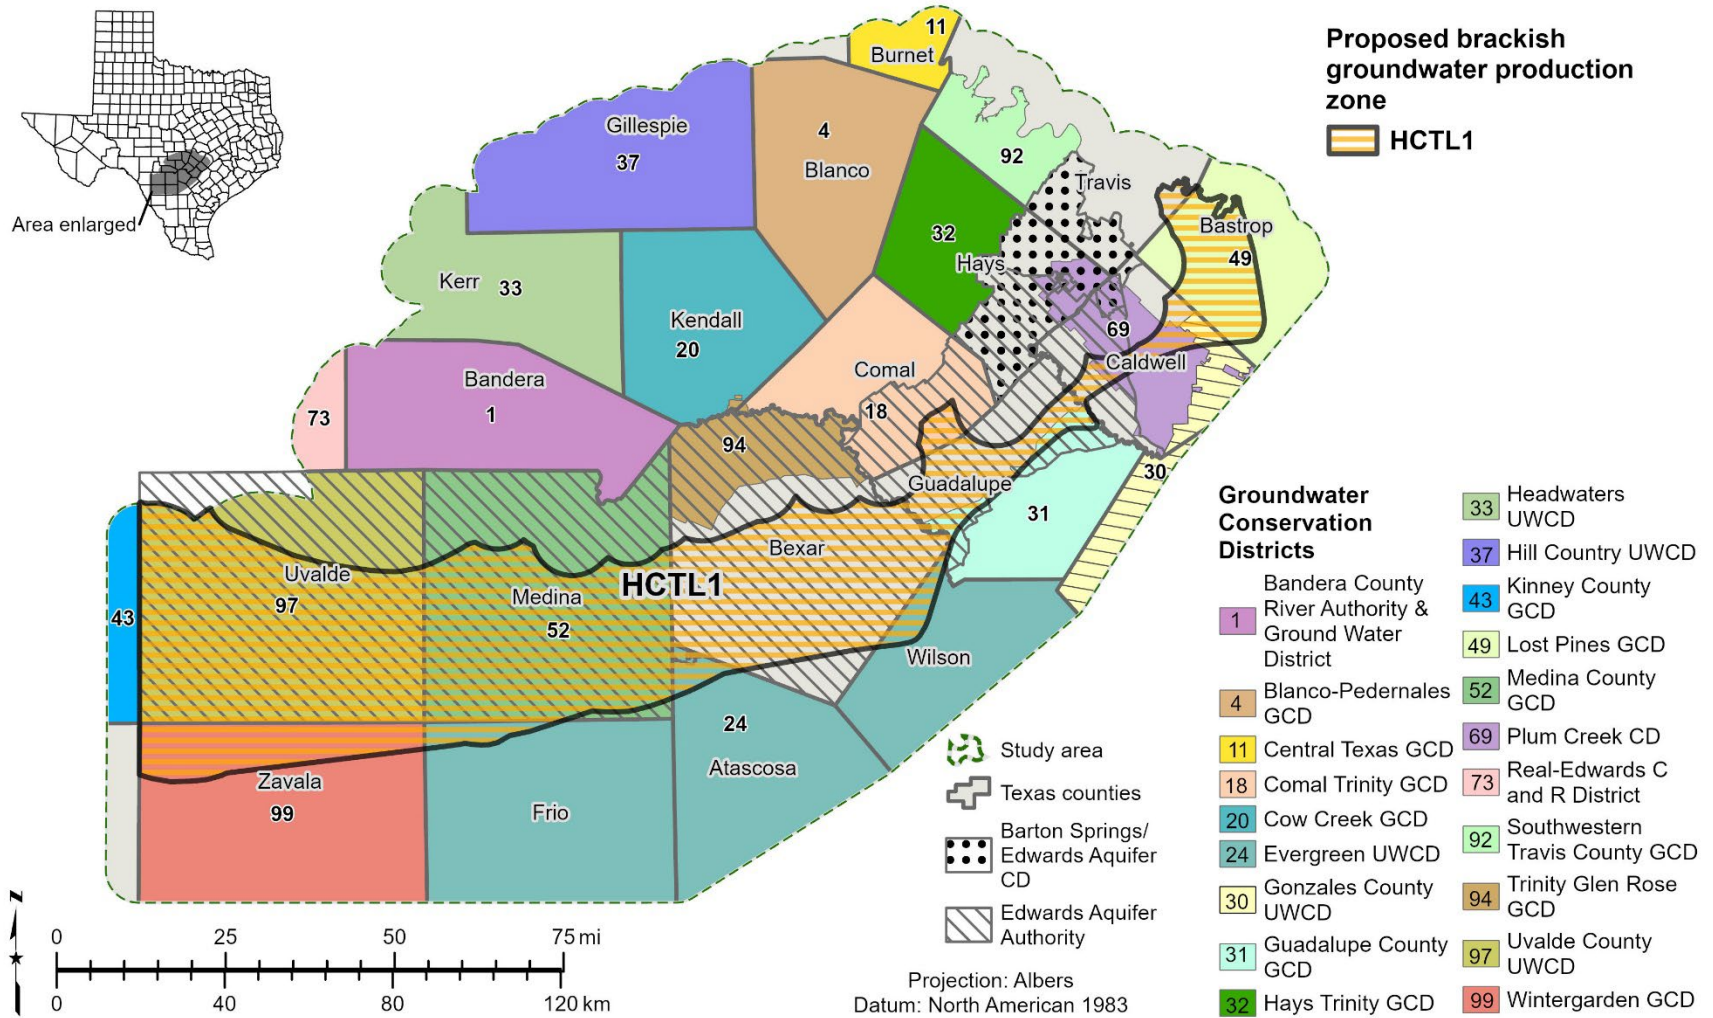 Area enlarged
11
Burnet
Gillespie
37
4
Blanco
92
Travis
32
Hays
Bastrop
49
Kerr
33
Kendall
20
Comal
18
69
Caldwell
73
Bandera
1
94
Guadalupe
30
31
43
Uvalde
97
Medina
52
HCTL1
Bexar
Wilson
24
Atascosa
Zavala
99
Frio
Proposed brackish
groundwater production
zone
HCTL1
Study area
Texas counties
Barton Springs/
Edwards Aquifer
CD
Edwards Aquifer
Authority
Groundwater
Conservation
Districts
1 Bandera County
River Authority &
Ground Water
District
4 Blanco-Pedernales
GCD
11 Central Texas GCD
18 Comal Trinity GCD
20 Cow Creek GCD
24 Evergreen UWCD
30 Gonzales County
UWCD
31 Guadalupe County
GCD
32 Hays Trinity GCD
33 Headwaters
UWCD
37 Hill Country UWCD
43 Kinney County
GCD
49 Lost Pines GCD
52 Medina County
GCD
69 Plum Creek CD
73 Real-Edwards C
and R District
92 Southwestern
Travis County GCD
94 Trinity Glen Rose
GCD
97 Uvalde County
UWCD
99 Wintergarden GCD
N
0 25 50 75 mi
0 40 80 120 km
Projection: Albers
Datum: North American 1983